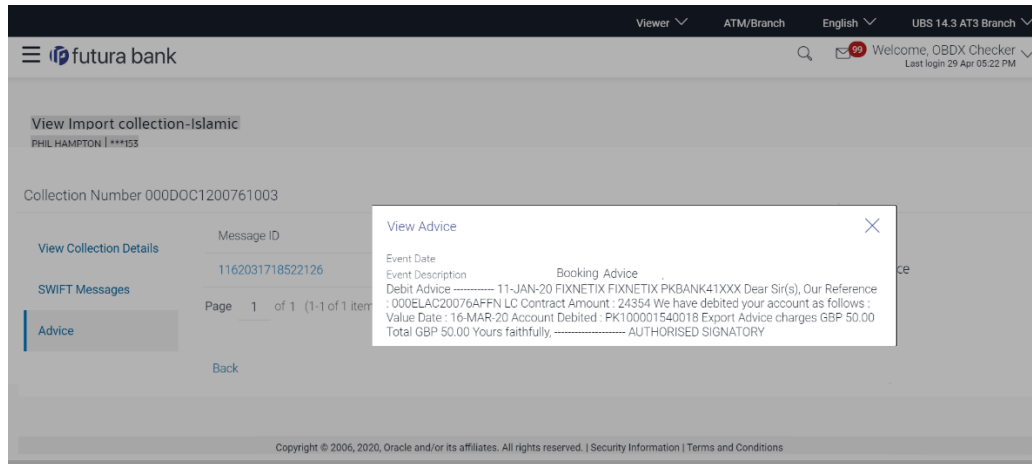 Viewer ATM/Branch English UBS 14.3 AT3 Branch
futura bank 99 Welcome, OBDX Checker
Last login 29 Apr 05:22 PM
View Import collection-Islamic
PHIL HAMPTON | ***153
Collection Number 000DOC1200761003
View Collection Details
SWIFT Messages
Advice
Message ID
1162031718522126
Page 1 of 1 (1-1 of 1 item
Back
View Advice
Event Date
Event Description Booking Advice
Debit Advice ----------- 11-JAN-20 FIXNETIX FIXNETIX PKBANK41XXX Dear Sir(s), Our Reference
: 000ELAC20076AFFN LC Contract Amount : 24354 We have debited your account as follows :
Value Date : 16-MAR-20 Account Debited : PK100001540018 Export Advice charges GBP 50.00
Total GBP 50.00 Yours faithfully, -------------------- AUTHORISED SIGNATORY
Copyright © 2006, 2020, Oracle and/or its affiliates. All rights reserved. | Security Information | Terms and Conditions